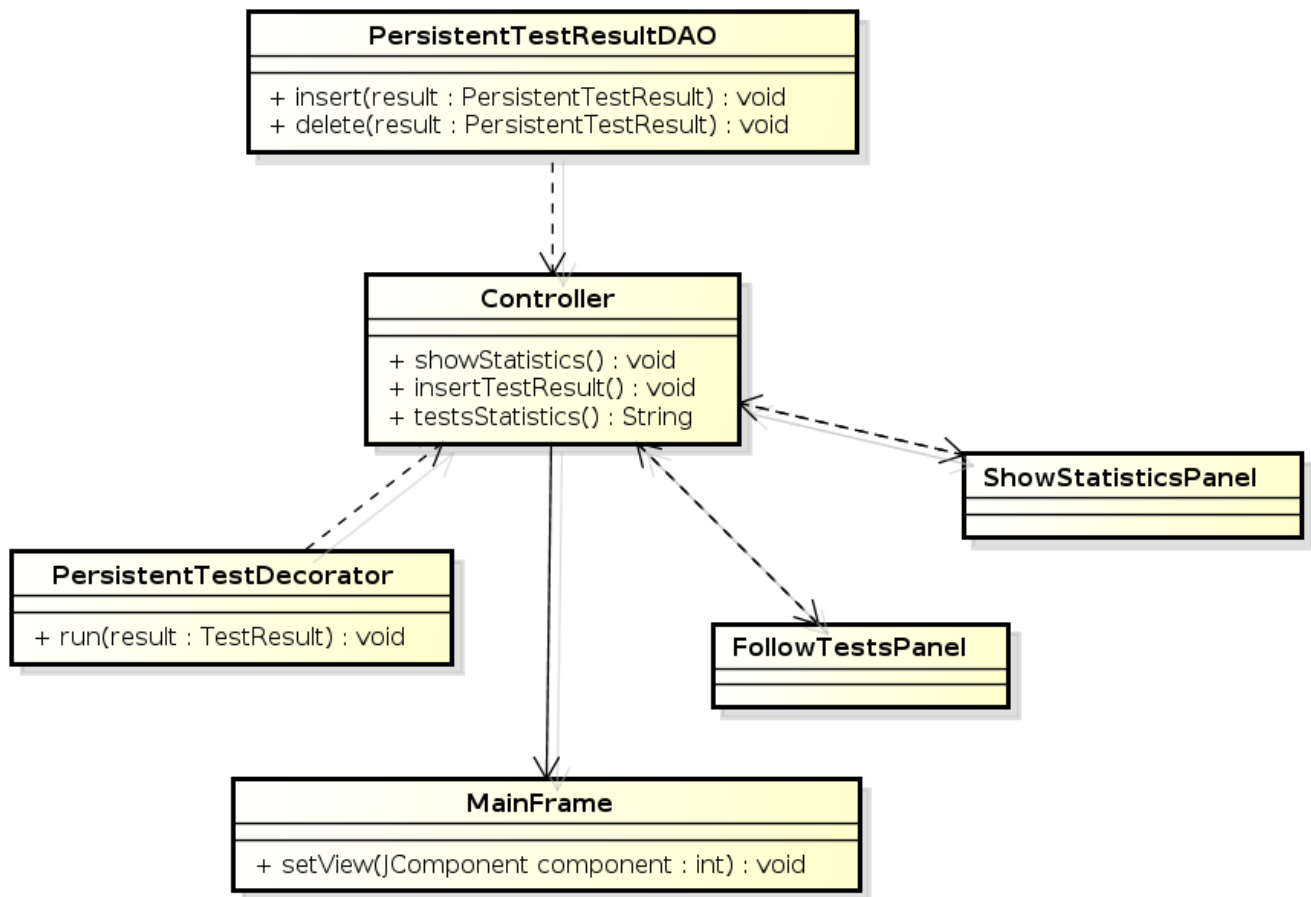 PersistentTestResultDAO
+ insert(result : PersistentTestResult) : void
+ delete(result : PersistentTestResult) : void
Controller
+ showStatistics() : void
+ insertTestResult() : void
+ testsStatistics() : String
ShowStatisticsPanel
PersistentTestDecorator
+ run(result : TestResult) : void
FollowTestsPanel
MainFrame
+ setView(JComponent component : int) : void